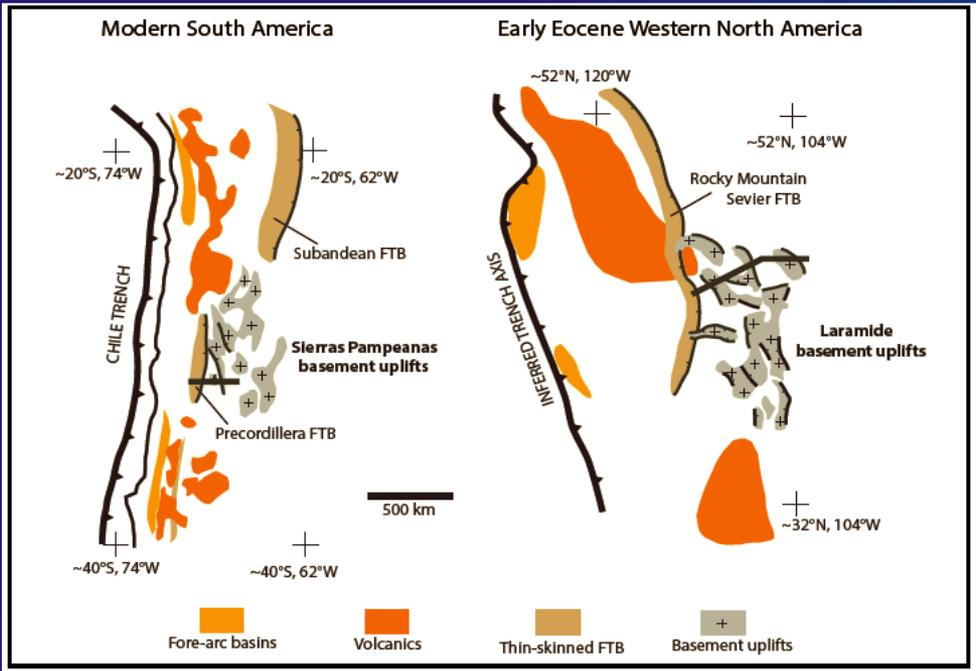 Modern South America
Early Eocene Western North America
~52°N, 120°W
~52°N, 104°W
~20°S, 74°W
~20°S, 62°W
Rocky Mountain
Sevier FTB
Subandean FTB
CHILE TRENCH
INFERRED TRENCH AXIS
Sierras Pampeanas
basement uplifts
Laramide
basement uplifts
Precordillera FTB
500 km
~32°N, 104°W
~40°S, 74°W
~40°S, 62°W
Fore-arc basins
Volcanics
Thin-skinned FTB
Basement uplifts